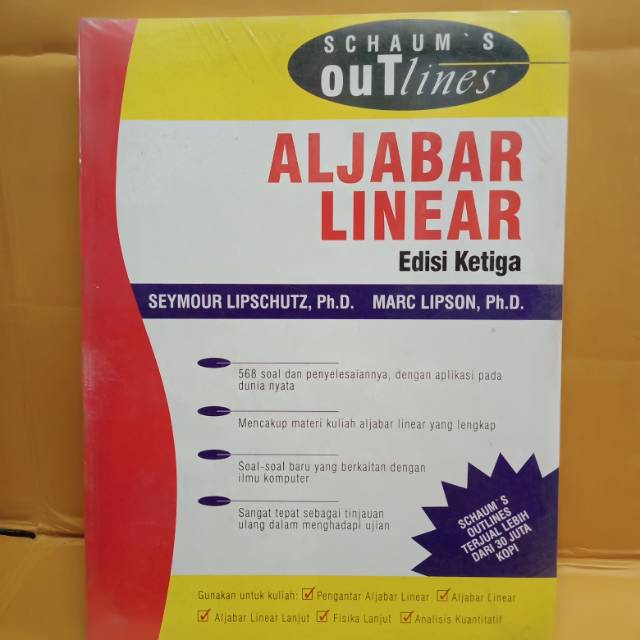 SCHAUM`S
ouTlines
ALJABAR
LINEAR
Edisi Ketiga
SEYMOUR LIPSCHUTZ, Ph.D. MARC LIPSON, Ph.D.
568 soal dan penyelesaiannya, dengan aplikasi pada
dunia nyata
Mencakup materi kuliah aljabar linear yang lengkap
Soal-soal baru yang berkaitan dengan
ilmu komputer
Sangat tepat sebagai tinjauan
ulang dalam menghadapi ujian
SCHAUM`S
OUTLINES
TERJUAL LEBIH
DARI 30 JUTA
KOPI
Gunakan untuk kuliah: Pengantar Aljabar Linear Aljabar Linear
Aljabar Linear Lanjut Fisika Lanjut Analisis Kuantitatif